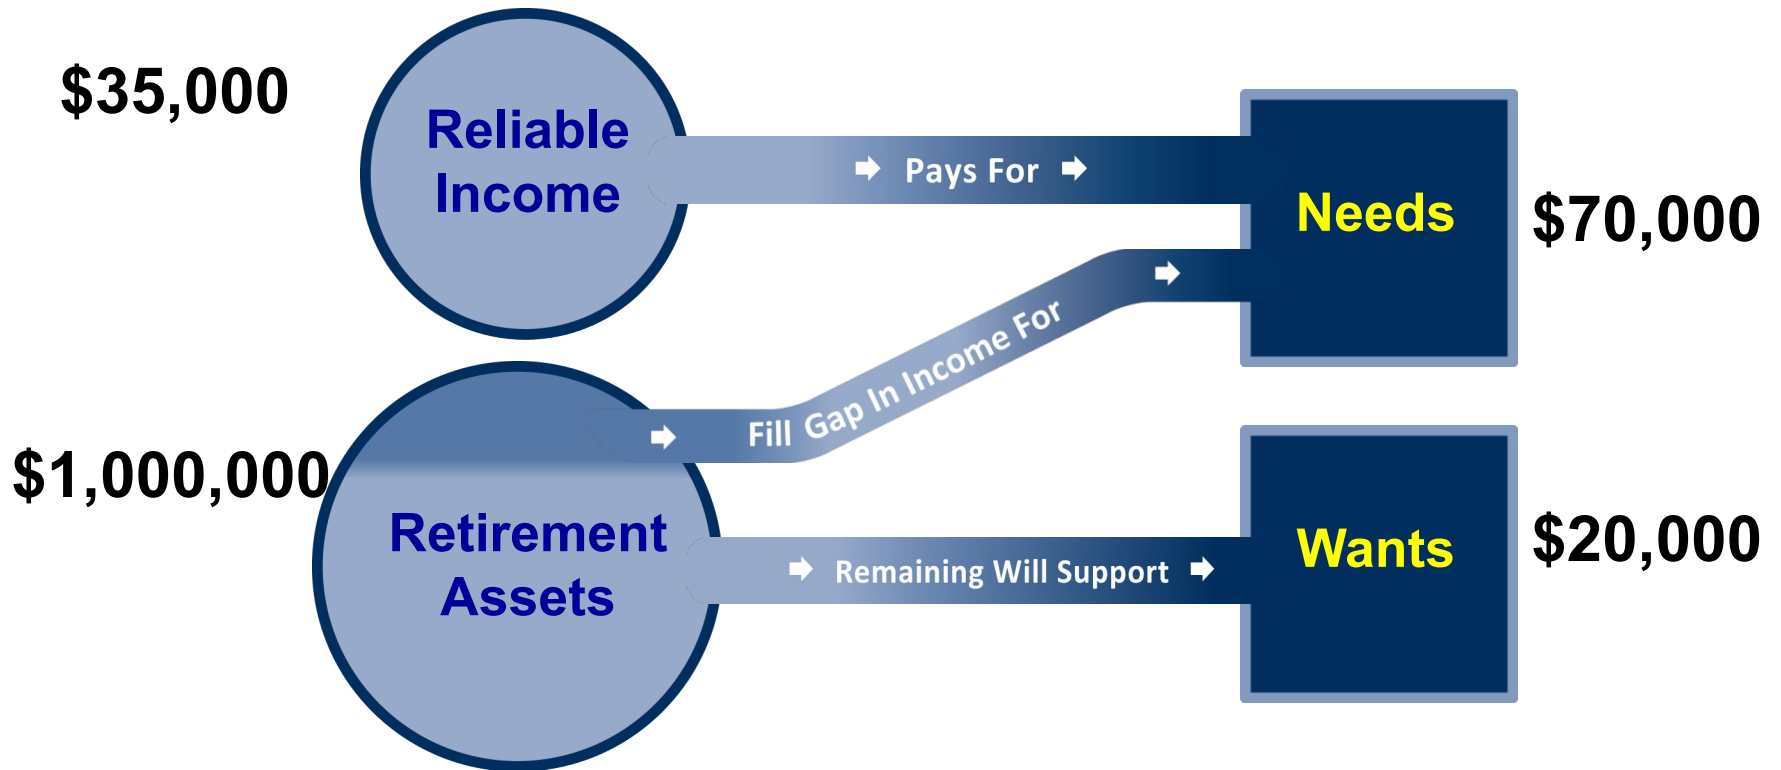 $35,000
Reliable
Income
Pays For
Needs
$70,000
Fill Gap In Income For
$1,000,000
Retirement
Assets
Remaining Will Support
Wants
$20,000